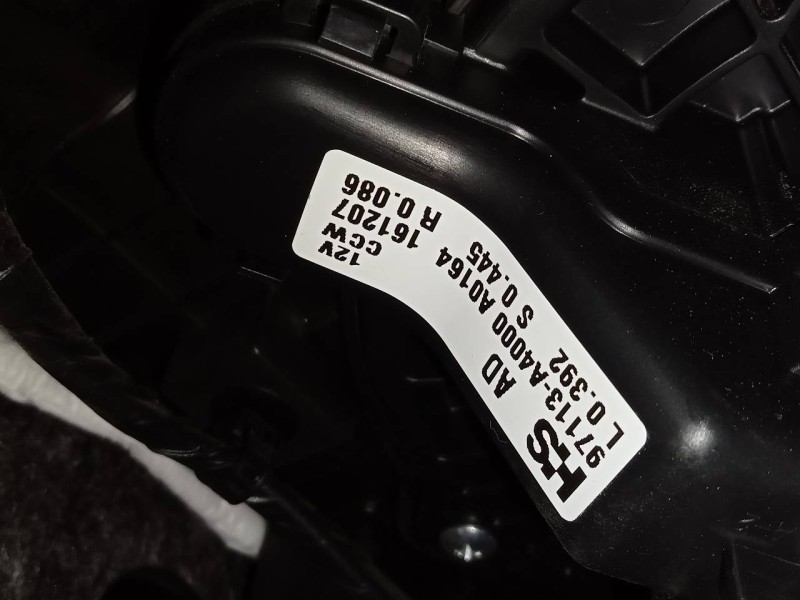 HS AD 12V
CCW
97113-A4000 A0164 161207
L 0.392 S 0.445 R 0.086